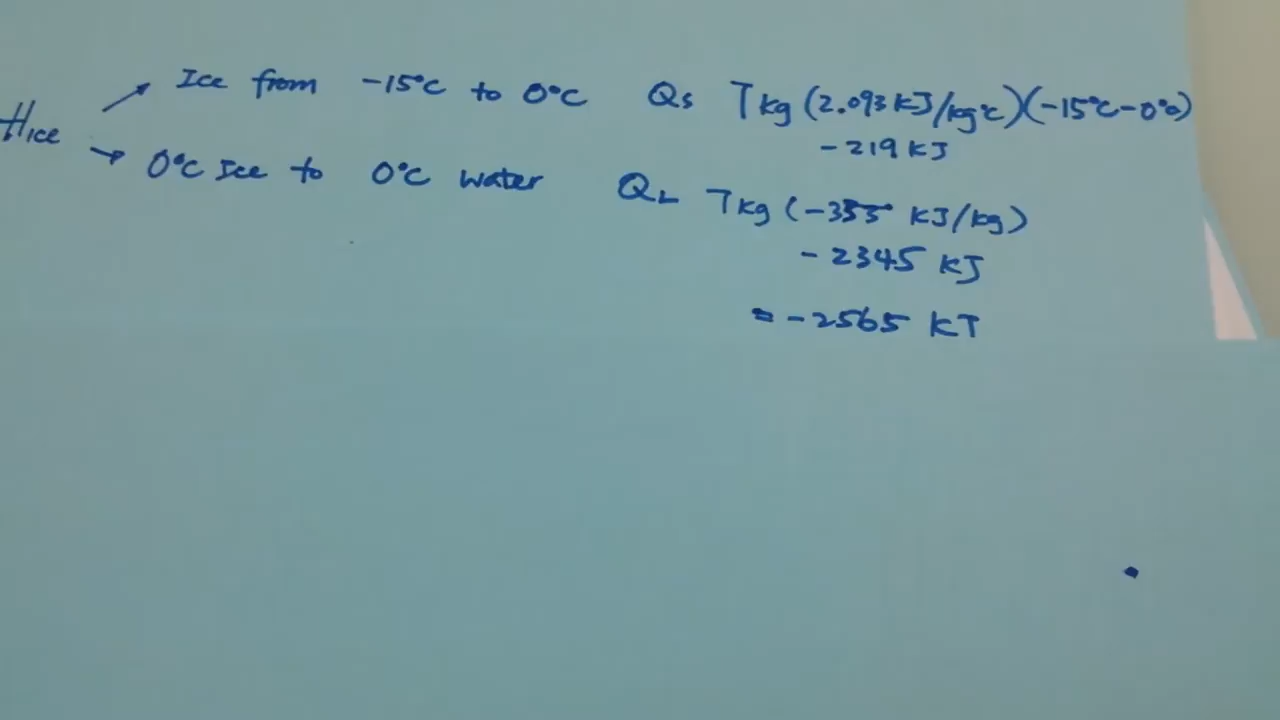 Ice from -15°C to 0°C Qs 7kg (2.093 KJ/kg°C)(-15°C-0°C)
Hice
-219 KJ
0°C Ice to 0°C water QL 7kg (-335 KJ/kg)
-2345 KJ
= -2565 KJ